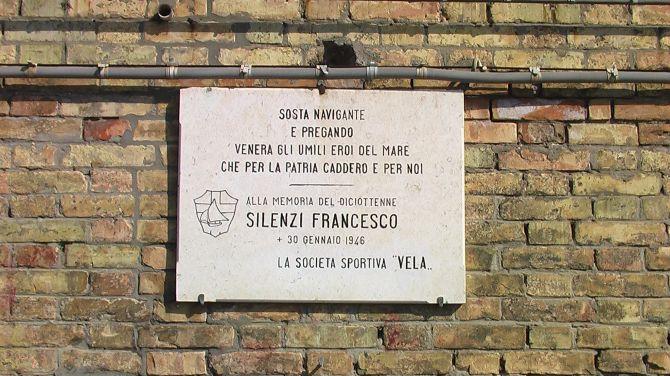 SOSTA NAVIGANTE
E PREGANDO
VENERA GLI UMILI EROI DEL MARE
CHE PER LA PATRIA CADDERO E PER NOI
ALLA MEMORIA DEL DICIOTTENNE
SILENZI FRANCESCO
+ 30 GENNAIO 1946
LA SOCIETA SPORTIVA "VELA„